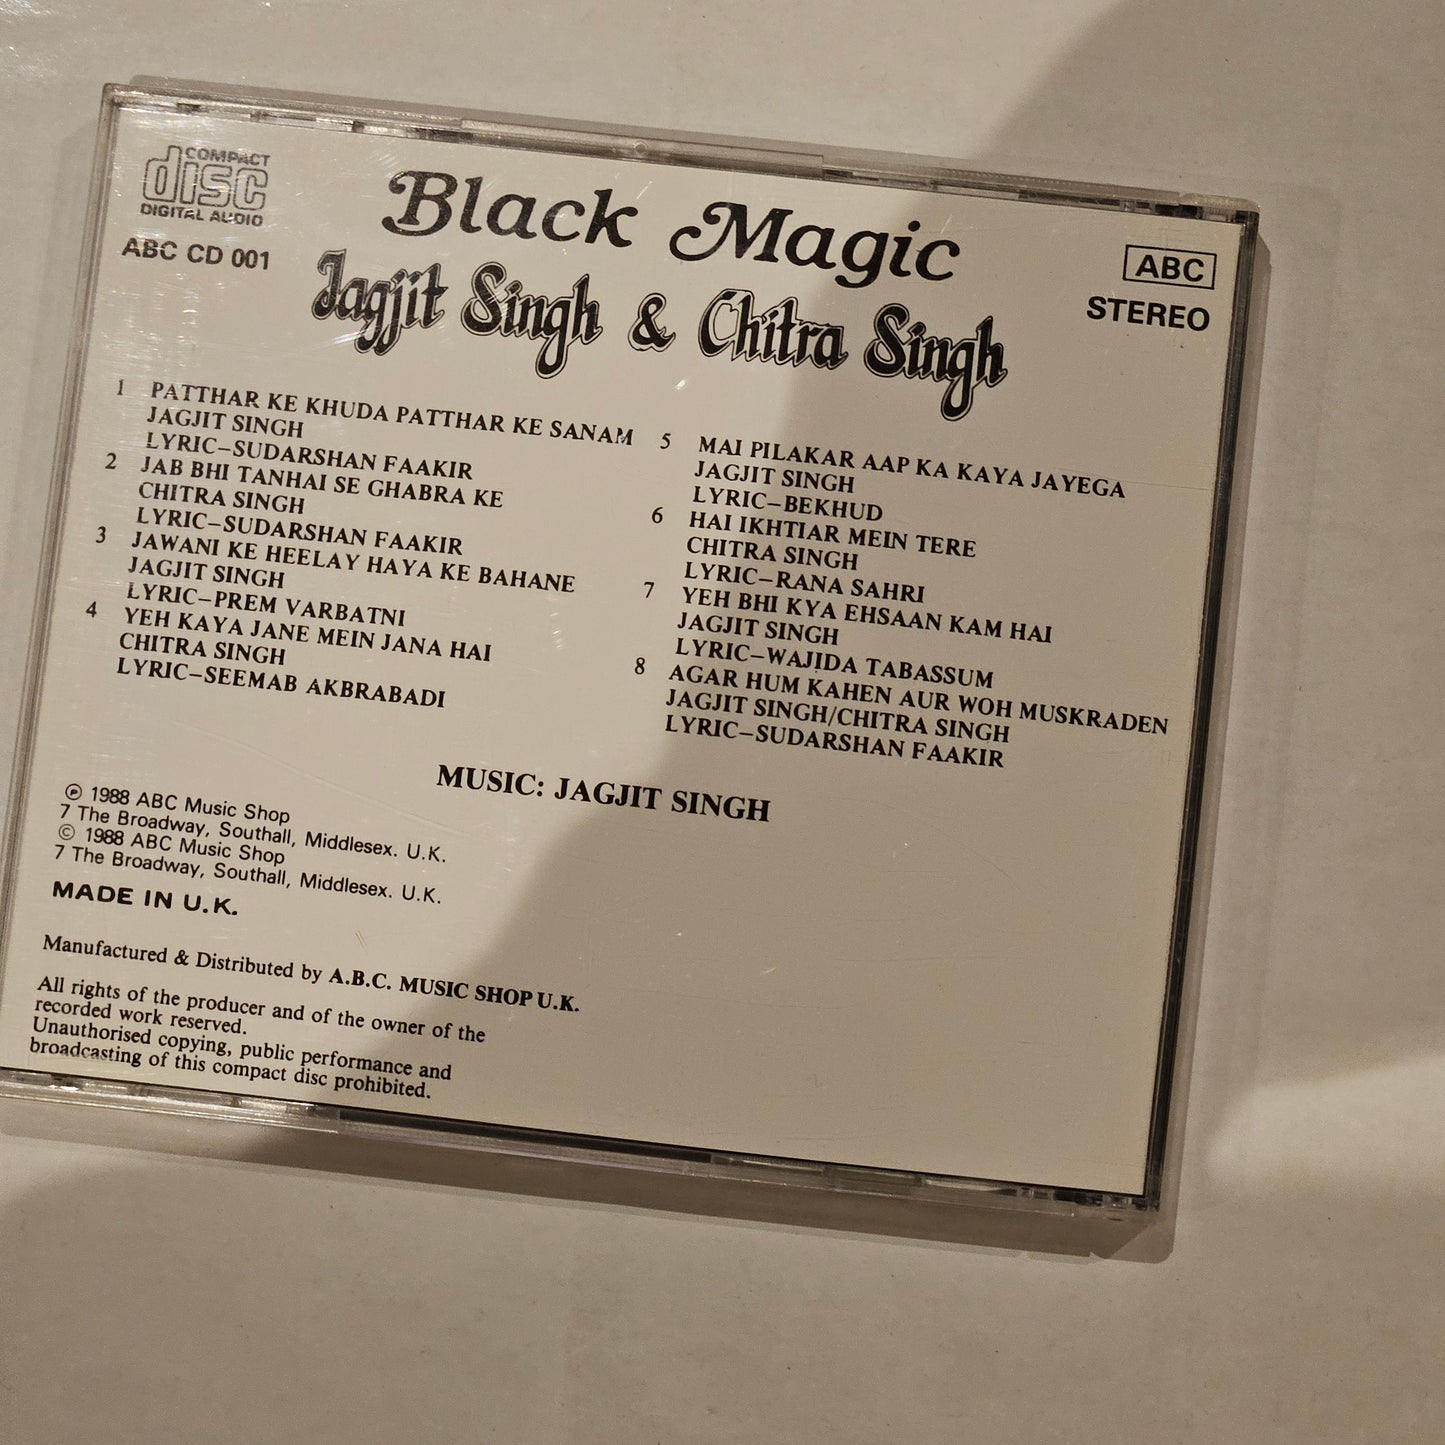 COMPACT
disc
DIGITAL AUDIO
ABC CD 001
Black Magic
Jagjit Singh & Chitra Singh
ABC
STEREO
1 PATTHAR KE KHUDA PATTHAR KE SANAM
JAGJIT SINGH
LYRIC–SUDARSHAN FAAKIR
2 JAB BHI TANHAI SE GHABRA KE
CHITRA SINGH
LYRIC–SUDARSHAN FAAKIR
3 JAWANI KE HEELAY HAYA KE BAHANE
JAGJIT SINGH
LYRIC–PREM VARBATNI
4 YEH KAYA JANE MEIN JANA HAI
CHITRA SINGH
LYRIC–SEEMAB AKBRABADI
5 MAI PILAKAR AAP KA KAYA JAYEGA
JAGJIT SINGH
LYRIC–BEKHUD
6 HAI IKHTIAR MEIN TERE
CHITRA SINGH
LYRIC–RANA SAHRI
7 YEH BHI KYA EHSAAN KAM HAI
JAGJIT SINGH
LYRIC–WAJIDA TABASSUM
8 AGAR HUM KAHEN AUR WOH MUSKRADEN
JAGJIT SINGH/CHITRA SINGH
LYRIC–SUDARSHAN FAAKIR
MUSIC: JAGJIT SINGH
℗ 1988 ABC Music Shop
7 The Broadway, Southall, Middlesex. U.K.
© 1988 ABC Music Shop
7 The Broadway, Southall, Middlesex. U.K.
MADE IN U.K.
Manufactured & Distributed by A.B.C. MUSIC SHOP U.K.
All rights of the producer and of the owner of the
recorded work reserved.
Unauthorised copying, public performance and
broadcasting of this compact disc prohibited.